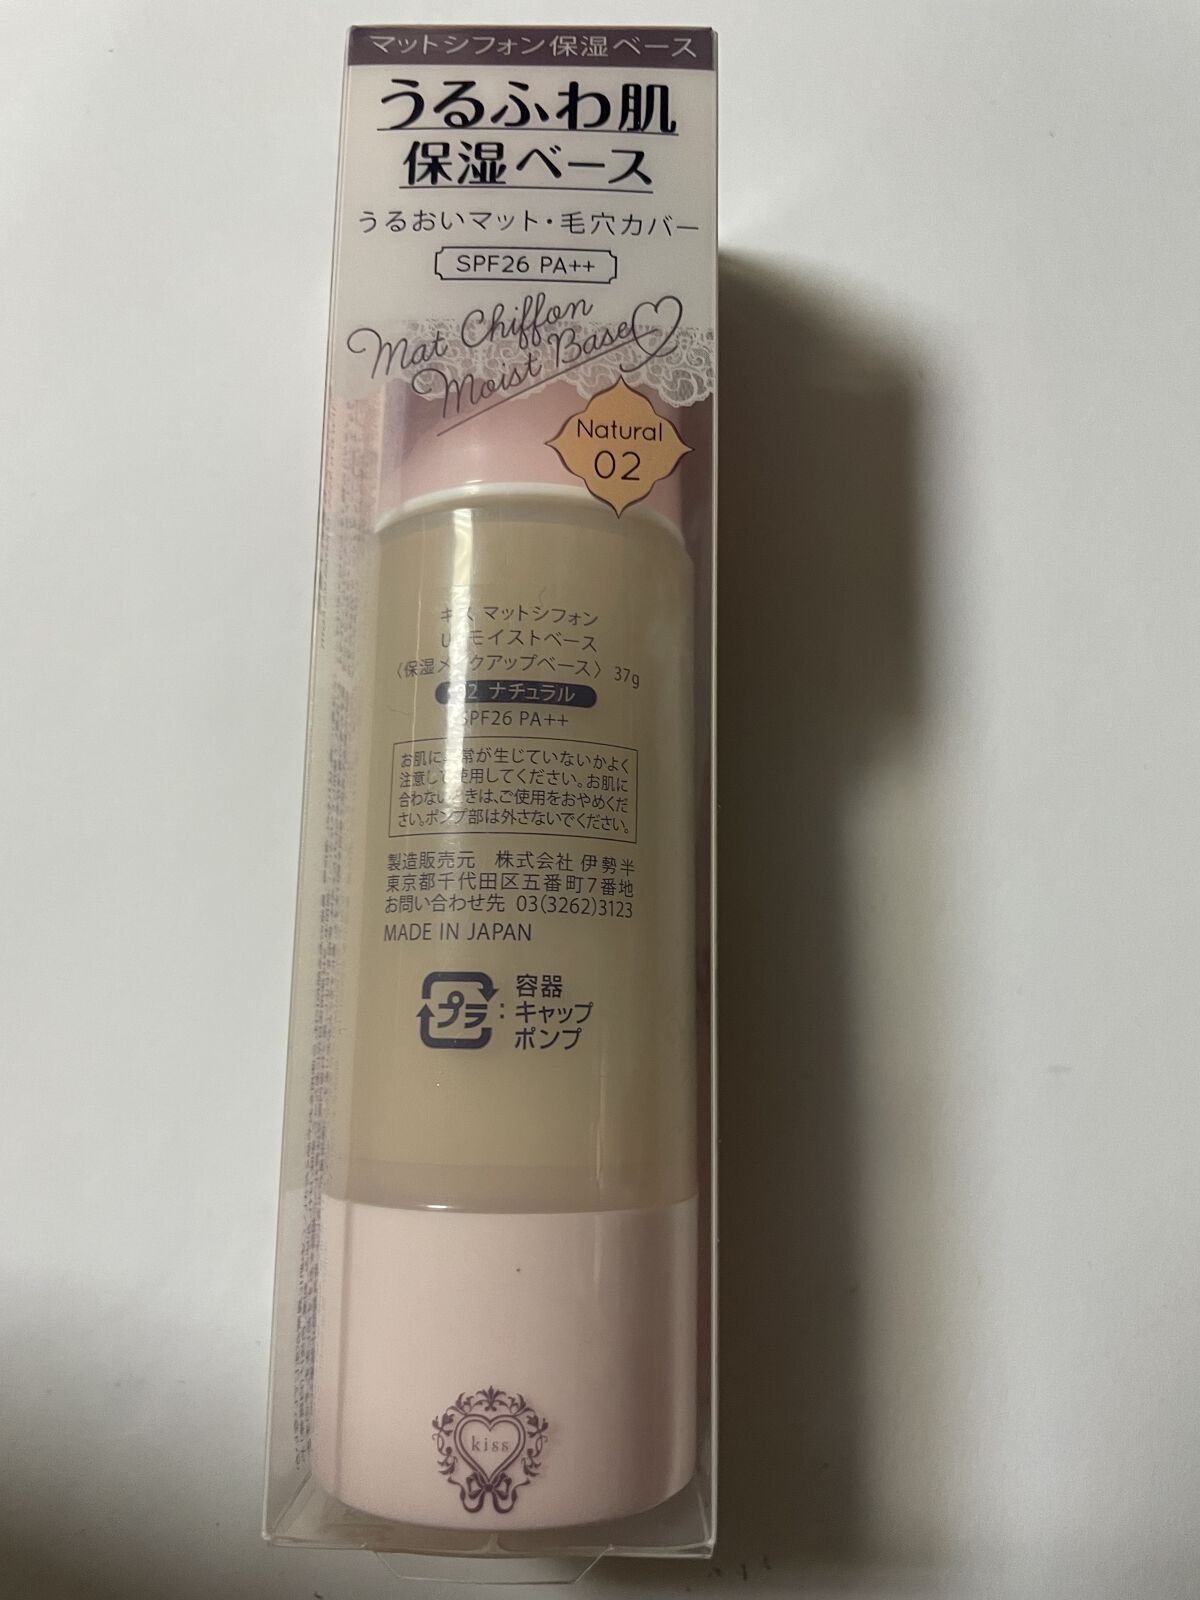 マットシフォン保湿ベース
うるふわ肌
保湿ベース
うるおいマット・毛穴カバー
SPF26 PA++
Mat Chiffon
Moist Base
Natural
02
キス マットシフォン
モイストベース
〈保湿メイクアップベース〉 37g
02 ナチュラル
SPF26 PA++
お肌に異常が生じていないかよく
注意して使用してください。お肌に
合わないときは、ご使用をおやめくだ
さい。ポンプ部は外さないでください。
製造販売元 株式会社 伊勢半
東京都千代田区五番町7番地
お問い合わせ先 03(3262)3123
MADE IN JAPAN
プラ : 容器
キャップ
ポンプ
kiss